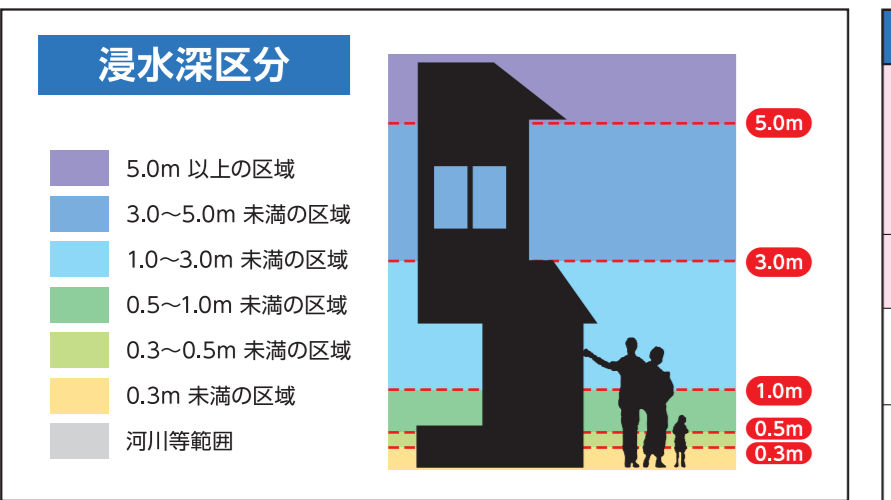 浸水深区分
5.0m 以上の区域
3.0～5.0m 未満の区域
1.0～3.0m 未満の区域
0.5～1.0m 未満の区域
0.3～0.5m 未満の区域
0.3m 未満の区域
河川等範囲
5.0m
3.0m
1.0m
0.5m
0.3m